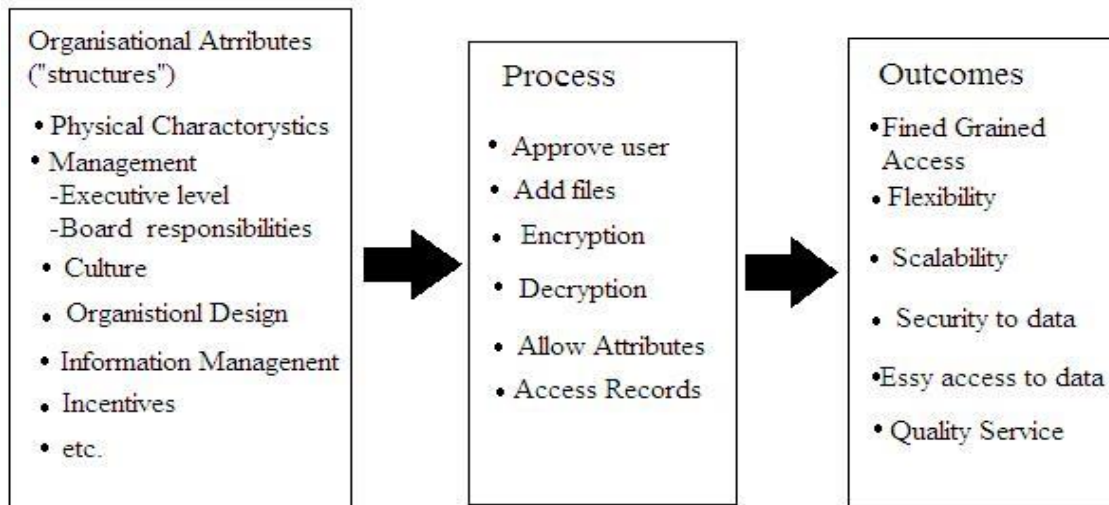 Organisational Atrributes
("structures")
• Physical Charactorystics
• Management
-Executive level
-Board responsibilities
• Culture
• Organistionl Design
• Information Managenent
• Incentives
• etc.
Process
• Approve user
• Add files
• Encryption
• Decryption
• Allow Attributes
• Access Records
Outcomes
• Fined Grained
Access
• Flexibility
• Scalability
• Security to data
• Essy access to data
• Quality Service